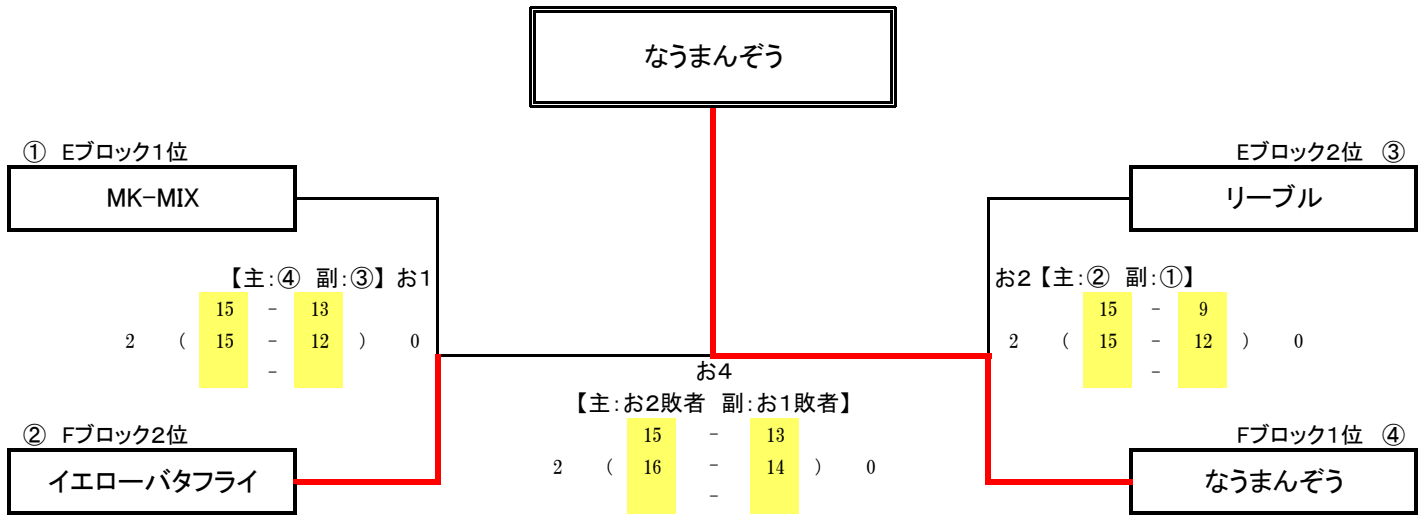 なうまんぞう
① Eブロック1位
MK-MIX
Eブロック2位 ③
リーブル
【主:④ 副:③】お1
15 - 13
2 ( 15 - 12 ) 0
-
お2【主:② 副:①】
15 - 9
2 ( 15 - 12 ) 0
-
お4
【主:お2敗者 副:お1敗者】
15 - 13
2 ( 16 - 14 ) 0
-
② Fブロック2位
イエローバタフライ
Fブロック1位 ④
なうまんぞう